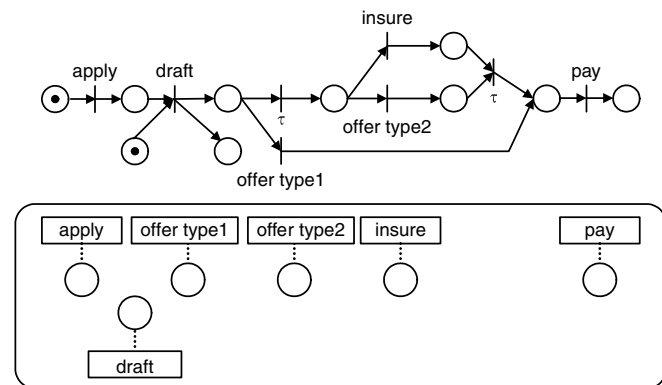 insure
apply
draft
pay
τ
offer type2
τ
offer type1
apply
offer type1
offer type2
insure
pay
draft